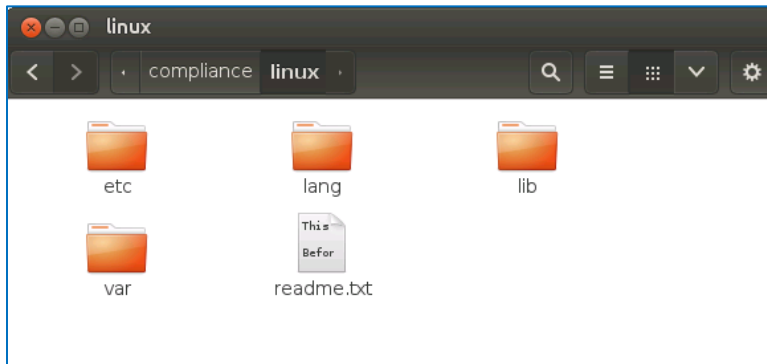 linux
compliance linux
etc lang lib
This
Befor
var readme.txt